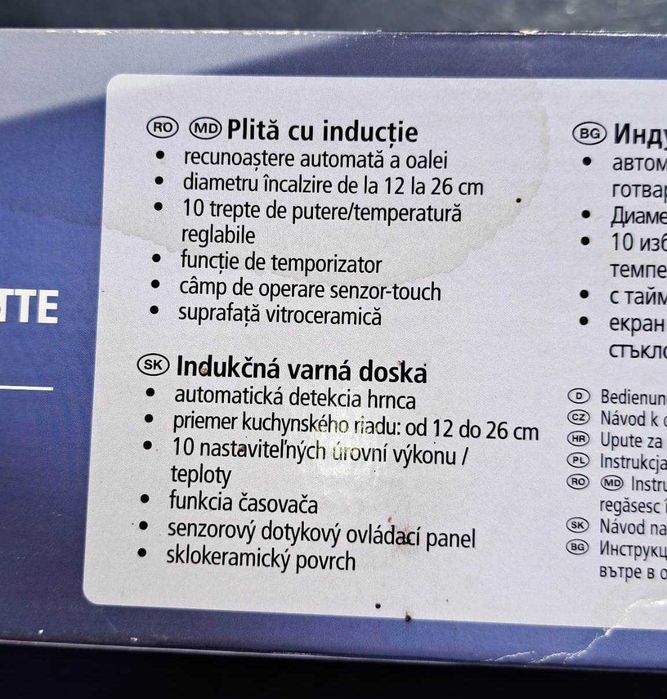 RO MD Plită cu inducție
• recunoaștere automată a oalei
• diametru încalzire de la 12 la 26 cm
• 10 trepte de putere/temperatură
reglabile
• funcție de temporizator
• câmp de operare senzor-touch
• suprafață vitroceramică
TTE
SK Indukčná varná doska
• automatická detekcia hrnca
• priemer kuchynského riadu: od 12 do 26 cm
• 10 nastaviteľných úrovní výkonu /
teploty
• funkcia časovača
• senzorový dotykový ovládací panel
• sklokeramický povrch
BG Инду
• автом
готвар
• Диаме
• 10 изб
темпе
• с тайм
• екран
стъкло
D Bedienun
CZ Návod k o
HR Upute za
PL Instrukcja
RO MD Instru
regăsesc î
SK Návod na
BG Инструкц
вътре в о